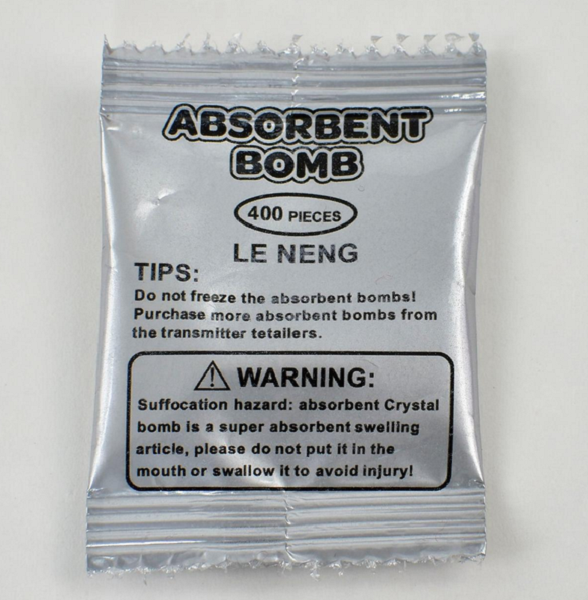 ABSORBENT
BOMB
400 PIECES
LE NENG
TIPS:
Do not freeze the absorbent bombs!
Purchase more absorbent bombs from
the transmitter tetailers.
⚠ WARNING:
Suffocation hazard: absorbent Crystal
bomb is a super absorbent swelling
article, please do not put it in the
mouth or swallow it to avoid injury!